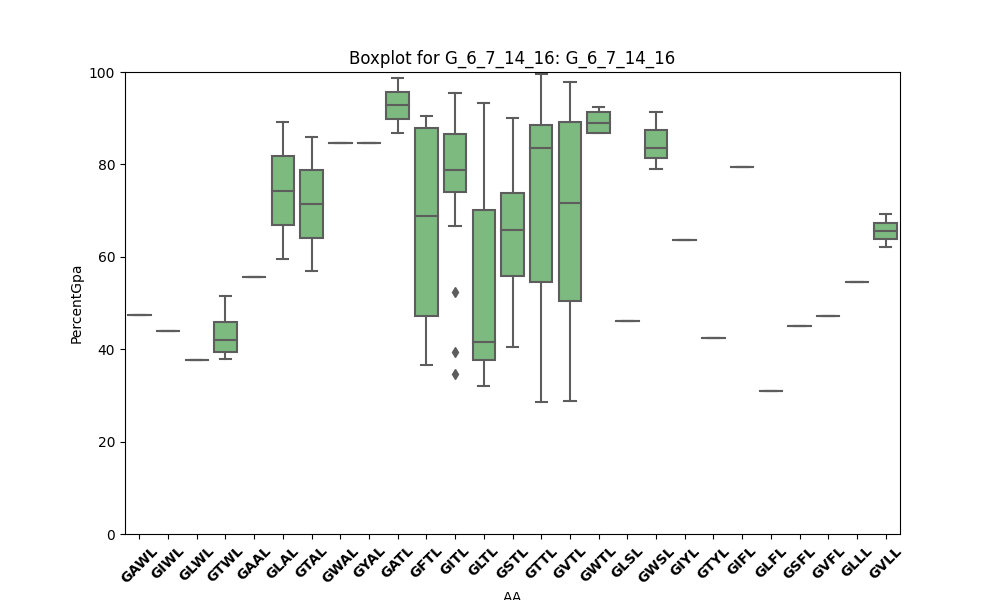 Boxplot for G_6_7_14_16: G_6_7_14_16
PercentGpa
100
80
60
40
20
0
GAWL GIWL GLWL GTWL GAAL GLAL GTAL GWAL GYAL GATL GFTL GITL GLTL GSTL GTTL GVTL GWTL GLSL GWSL GIYL GTYL GIFL GLFL GSFL GVFL GLLL GVLL
AA